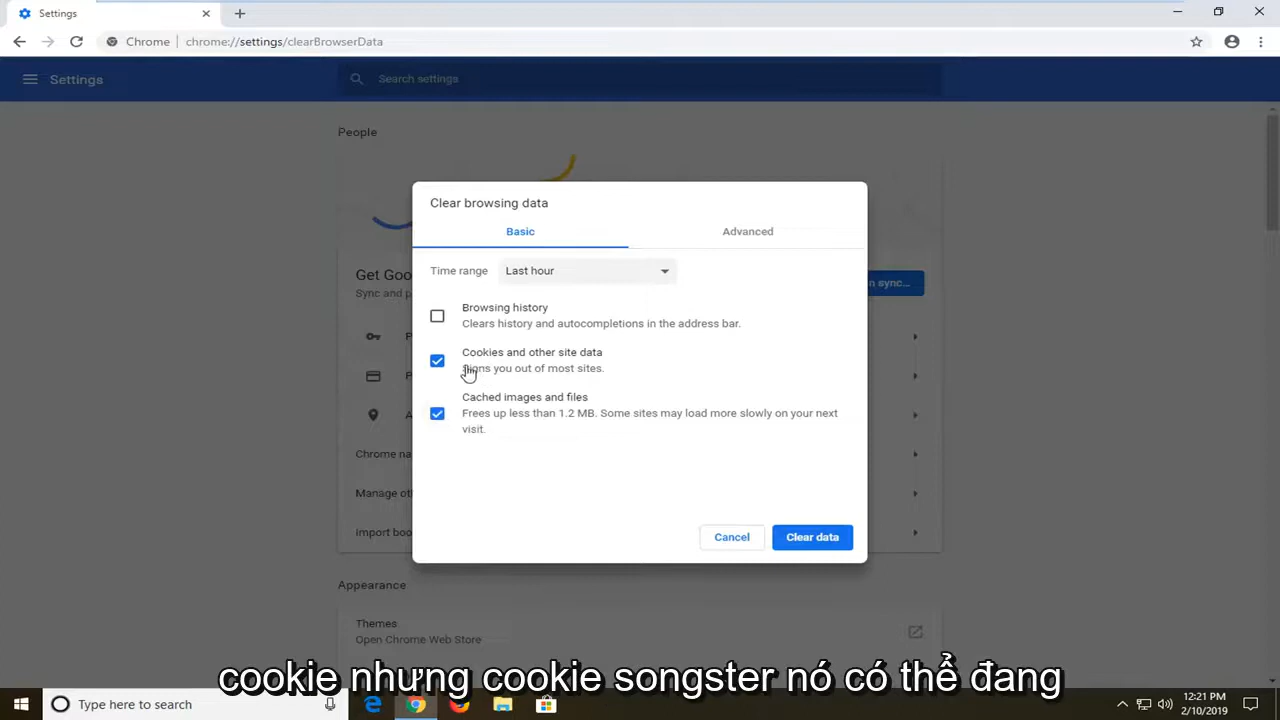 Settings
Chrome
chrome://settings/clearBrowserData
Settings
Search settings
People
Get Goo
Sync and p
n sync...
Clear browsing data
Basic
Advanced
Time range
Last hour
Browsing history
Clears history and autocompletions in the address bar.
Cookies and other site data
Signs you out of most sites.
Cached images and files
Frees up less than 1.2 MB. Some sites may load more slowly on your next
visit.
P
P
A
Chrome na
Manage oth
Import boo
Cancel
Clear data
Appearance
Themes
Open Chrome Web Store
cookie nhưng cookie songster nó có thể đang
Type here to search
12:21 PM
2/10/2019